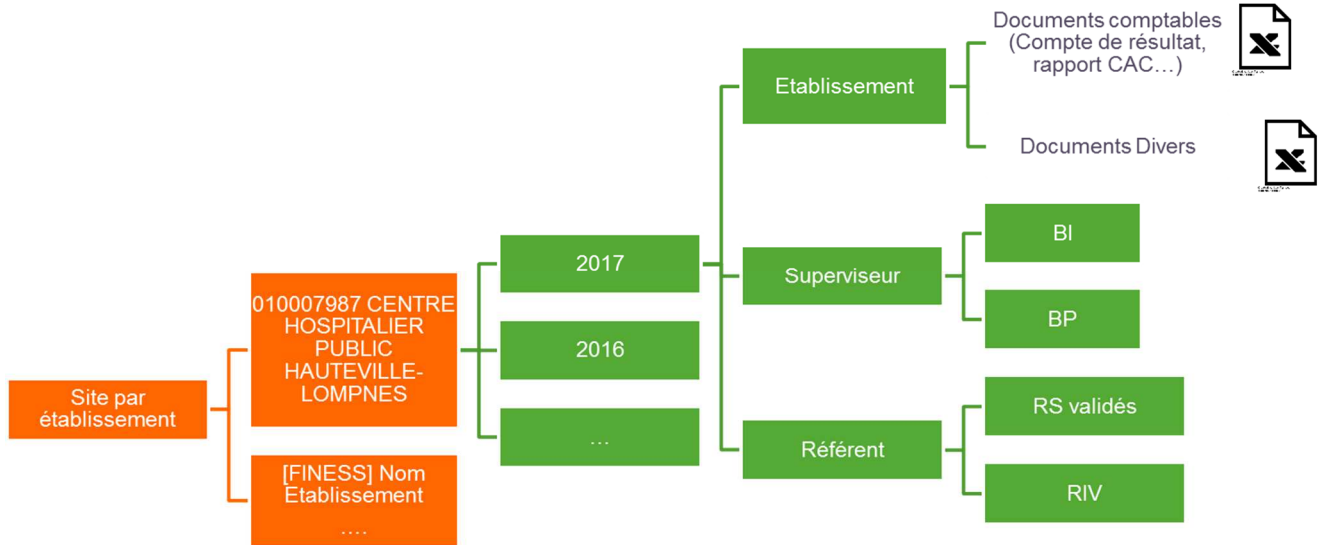 Documents comptables
(Compte de résultat,
rapport CAC…)
Etablissement
Documents Divers
BI
2017
Superviseur
010007987 CENTRE
HOSPITALIER
PUBLIC
HAUTEVILLE-
LOMPNES
BP
2016
Site par
établissement
RS validés
…
Référent
[FINESS] Nom
Etablissement
....
RIV